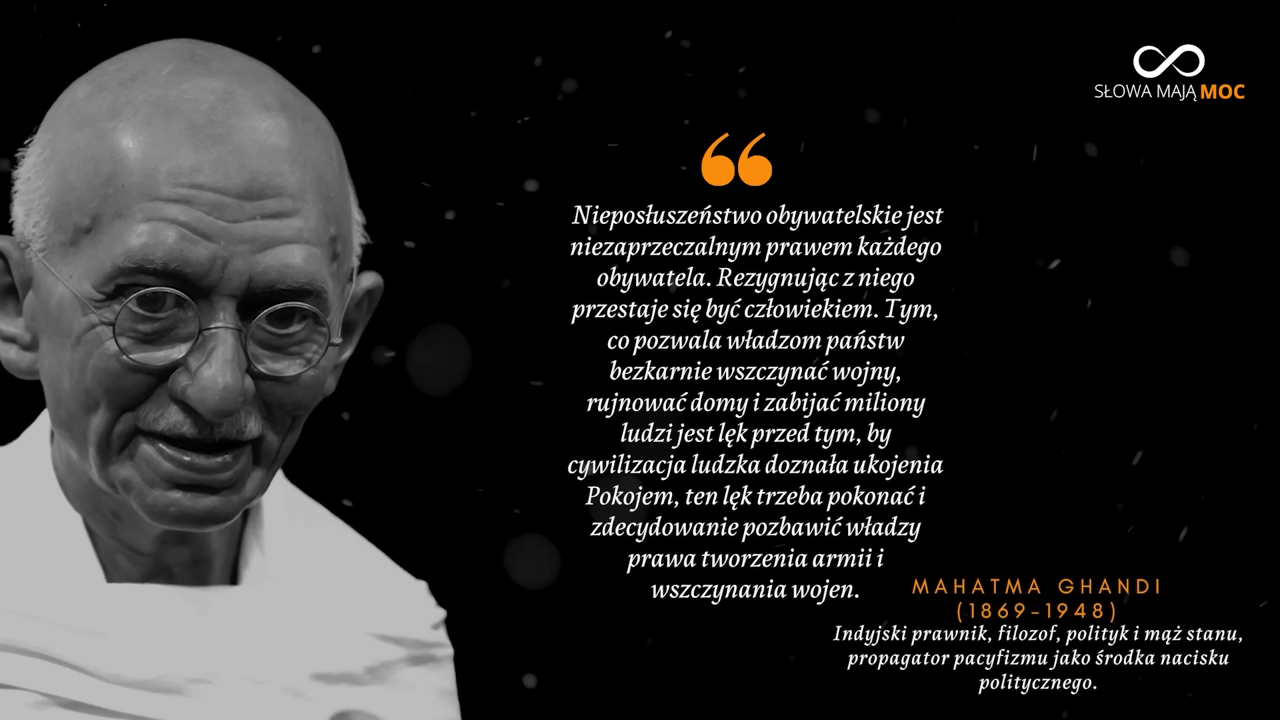 SŁOWA MAJĄ MOC
Nieposłuszeństwo obywatelskie jest
niezaprzeczalnym prawem każdego
obywatela. Rezygnując z niego
przestaje się być człowiekiem. Tym,
co pozwala władzom państw
bezkarnie wszczynać wojny,
rujnować domy i zabijać miliony
ludzi jest lęk przed tym, by
cywilizacja ludzka doznała ukojenia
Pokojem, ten lęk trzeba pokonać i
zdecydowanie pozbawić władzy
prawa tworzenia armii i
wszczynania wojen.
MAHATMA GHANDI
(1869–1948)
Indyjski prawnik, filozof, polityk i mąż stanu,
propagator pacyfizmu jako środka nacisku
politycznego.